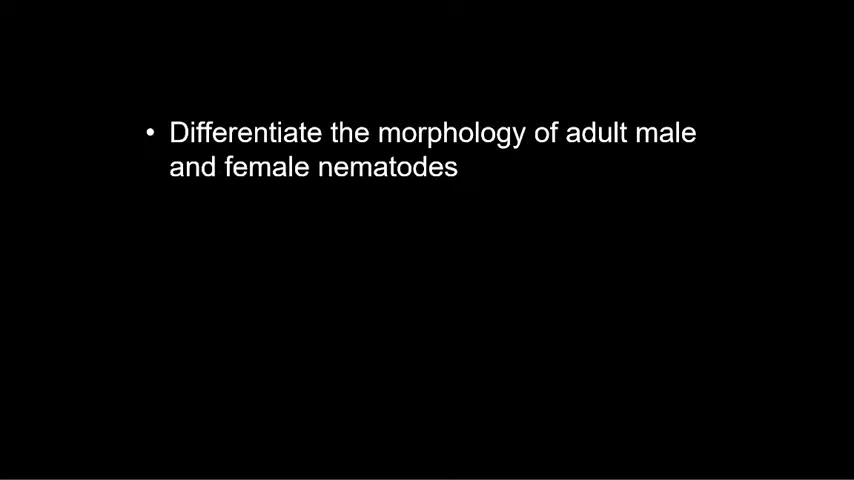 • Differentiate the morphology of adult male
and female nematodes